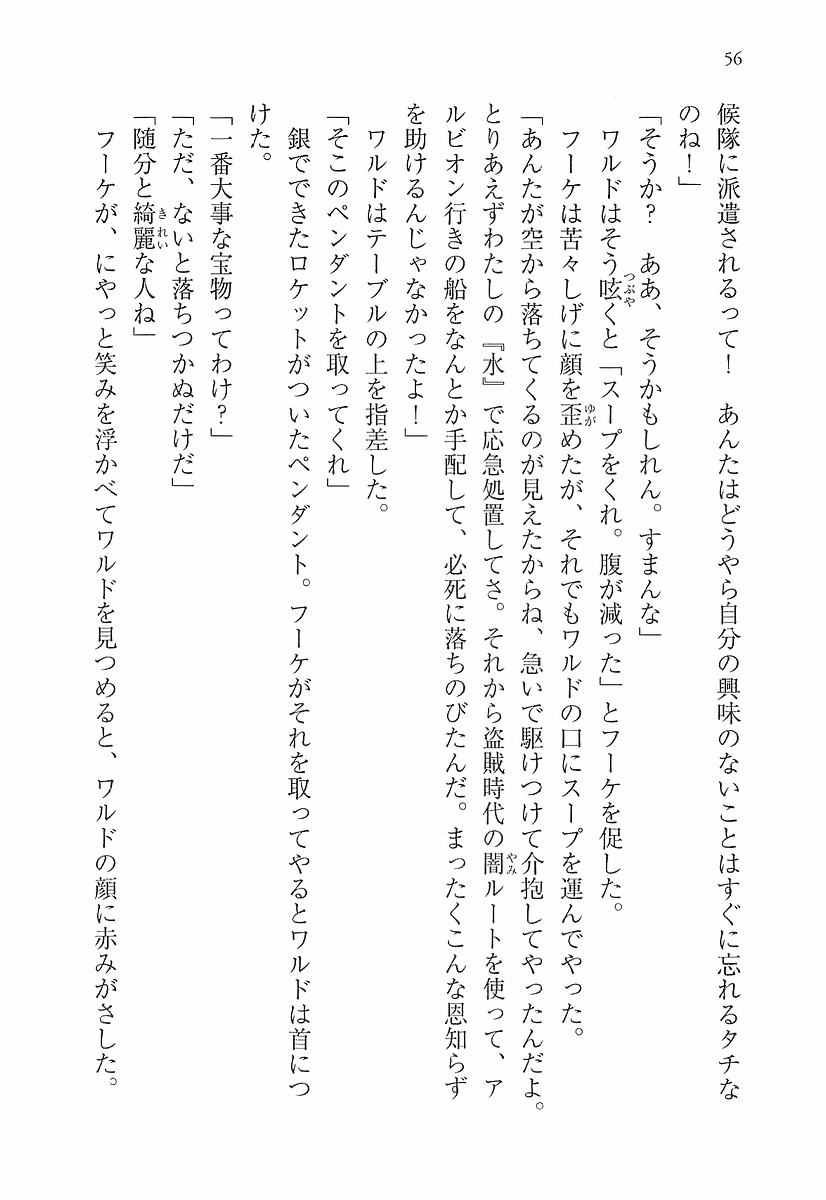 56
候隊に派遣されるって！　あんたはどうやら自分の興味のないことはすぐに忘れるタチな
のね！」
「そうか？　ああ、そうかもしれん。すまんな」
ワルドはそう呟くと「スープをくれ。腹が減った」とフーケを促した。
フーケは苦々しげに顔を歪めたが、それでもワルドの口にスープを運んでやった。
「あんたが空から落ちてくるのが見えたからね、急いで駆けつけて介抱してやったんだよ。
とりあえずわたしの『水』で応急処置してさ。それから盗賊時代の闇ルートを使って、ア
ルビオン行きの船をなんとか手配して、必死に落ちのびたんだ。まったくこんな恩知らず
を助けるんじゃなかったよ！」
ワルドはテーブルの上を指差した。
「そこのペンダントを取ってくれ」
銀でできたロケットがついたペンダント。フーケがそれを取ってやるとワルドは首につ
けた。
「一番大事な宝物ってわけ？」
「ただ、ないと落ちつかぬだけだ」
「随分と綺麗な人ね」
フーケが、にやっと笑みを浮かべてワルドを見つめると、ワルドの顔に赤みがさした。